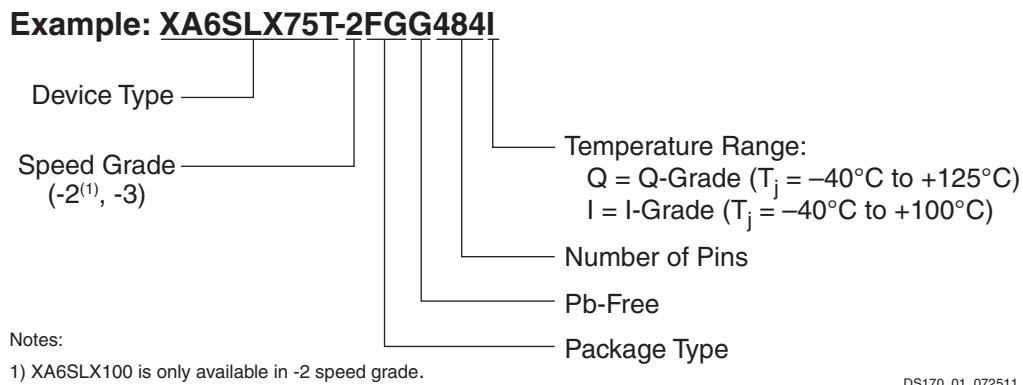 Example: XA6SLX75T-2FGG484I
Device Type
Speed Grade
(-2(1), -3)
Temperature Range:
Q = Q-Grade (Tj = –40°C to +125°C)
I = I-Grade (Tj = –40°C to +100°C)
Number of Pins
Pb-Free
Package Type
Notes:
1) XA6SLX100 is only available in -2 speed grade.
DS170_01_072511